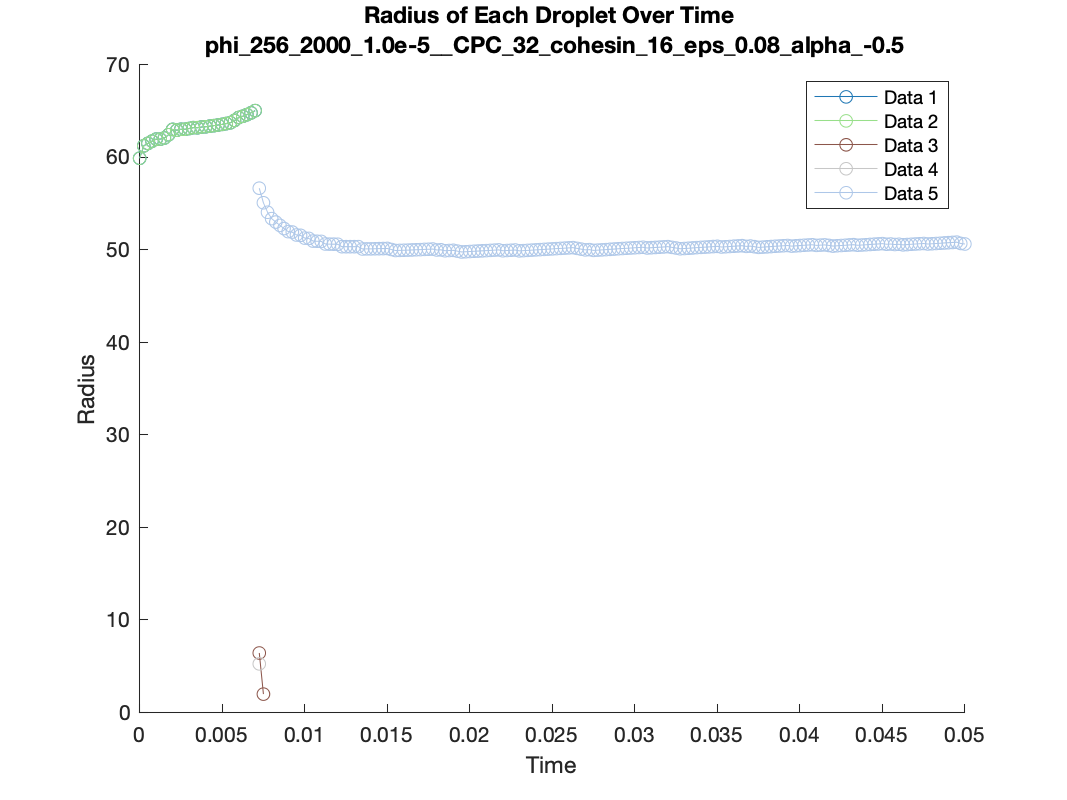 Radius of Each Droplet Over Time
phi_256_2000_1.0e-5__CPC_32_cohesin_16_eps_0.08_alpha_-0.5
70
60
50
40
30
20
10
0
Radius
Data 1
Data 2
Data 3
Data 4
Data 5
0 0.005 0.01 0.015 0.02 0.025 0.03 0.035 0.04 0.045 0.05
Time